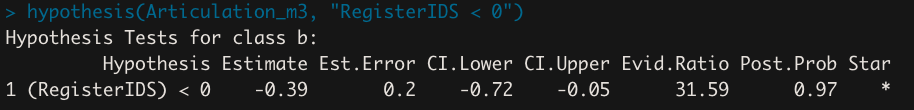 > hypothesis(Articulation_m3, "RegisterIDS < 0")
Hypothesis Tests for class b:
Hypothesis Estimate Est.Error CI.Lower CI.Upper Evid.Ratio Post.Prob Star
1 (RegisterIDS) < 0 -0.39 0.2 -0.72 -0.05 31.59 0.97 *